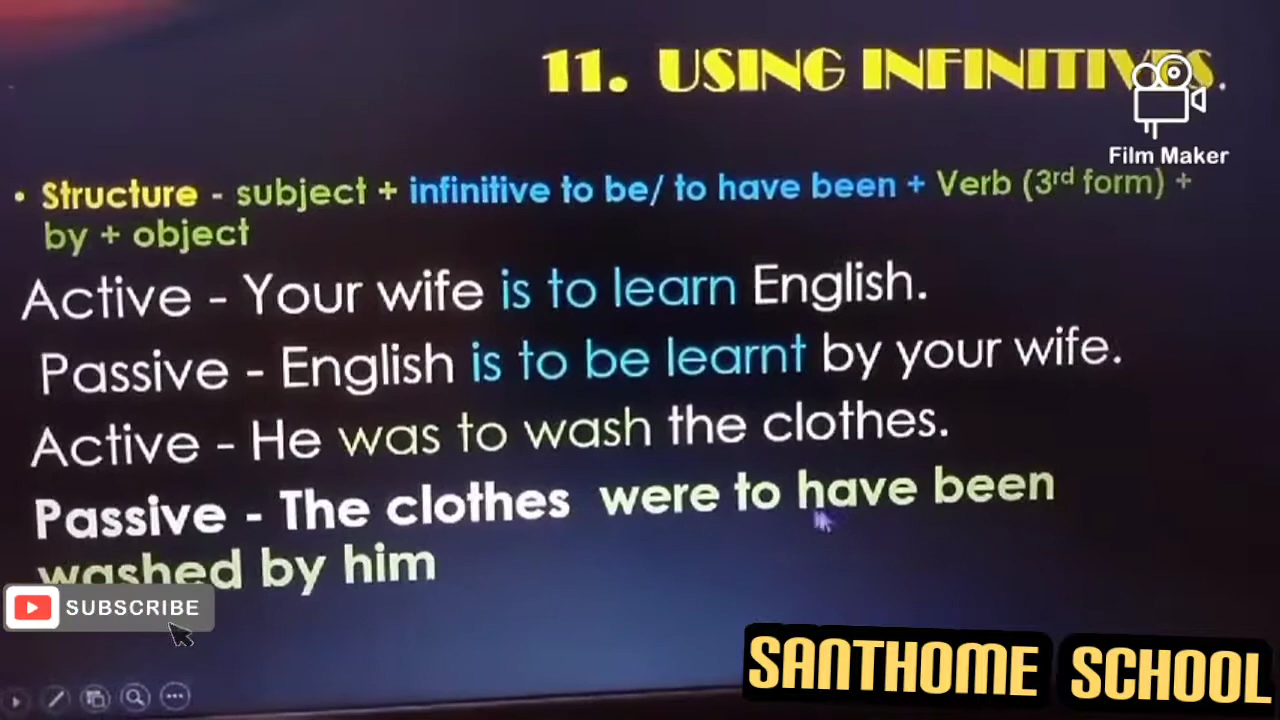 11. USING INFINITIVES.
Film Maker
• Structure - subject + infinitive to be/ to have been + Verb (3rd form) +
by + object
Active - Your wife is to learn English.
Passive - English is to be learnt by your wife.
Active - He was to wash the clothes.
Passive - The clothes were to have been
washed by him
SUBSCRIBE
SANTHOME SCHOOL